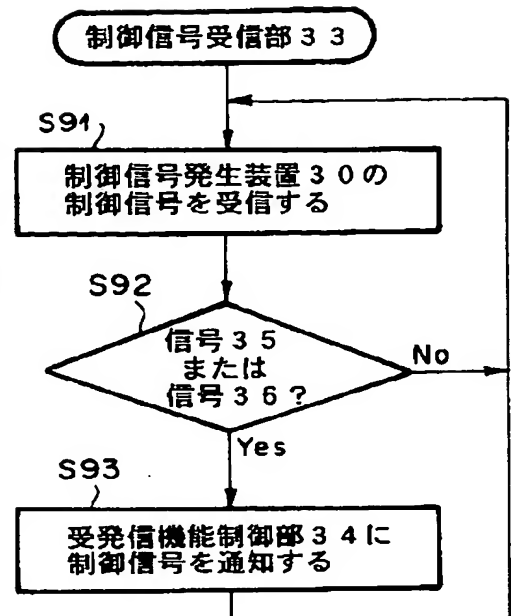 制御信号受信部33
S91
制御信号発生装置30の
制御信号を受信する
S92
信号35
または
信号36?
No
Yes
S93
受発信機能制御部34に
制御信号を通知する